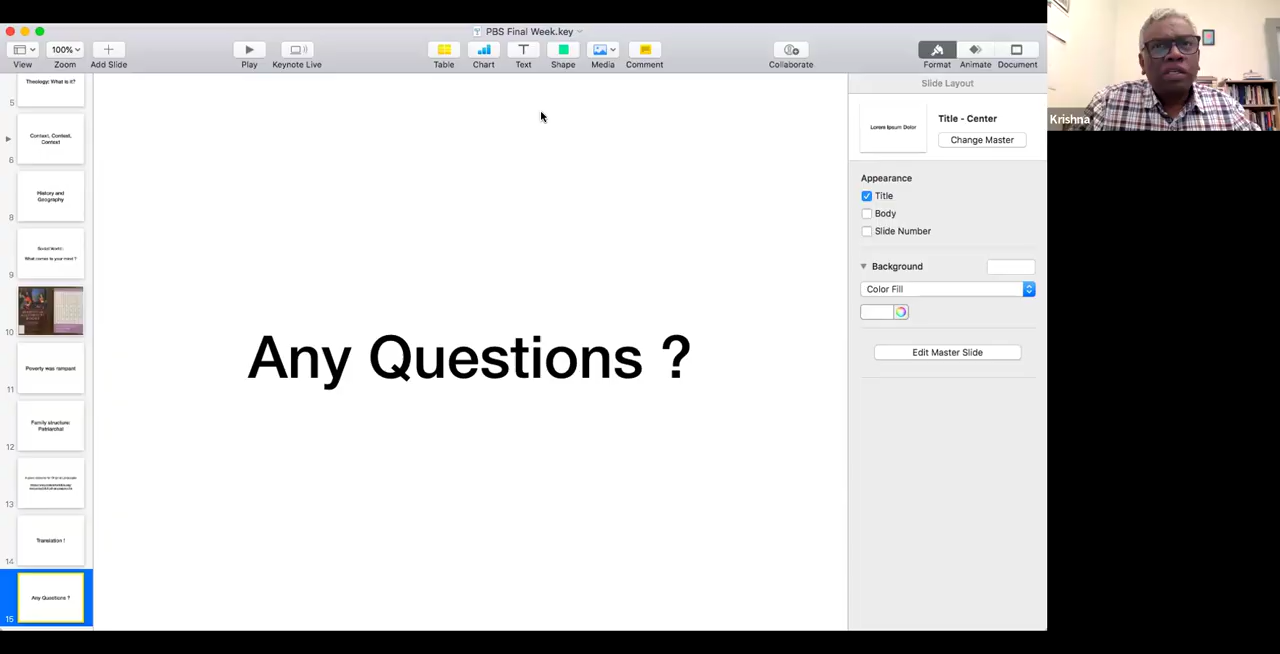 PBS Final Week.key
View
100%
Zoom
Add Slide
Play
Keynote Live
Table
Chart
Text
Shape
Media
Comment
Collaborate
Format
Animate
Document
Krishna
5
Theology: What is it?
6
Context, Context,
Context
8
History and
Geography
9
Social World:
What comes to your mind ?
10
11
Poverty was rampant
12
Family structure:
Patriarchal
13
14
Translation !
15
Any Questions ?
Any Questions ?
Slide Layout
Lorem Ipsum Dolor
Title - Center
Change Master
Appearance
Title
Body
Slide Number
Background
Color Fill
Edit Master Slide